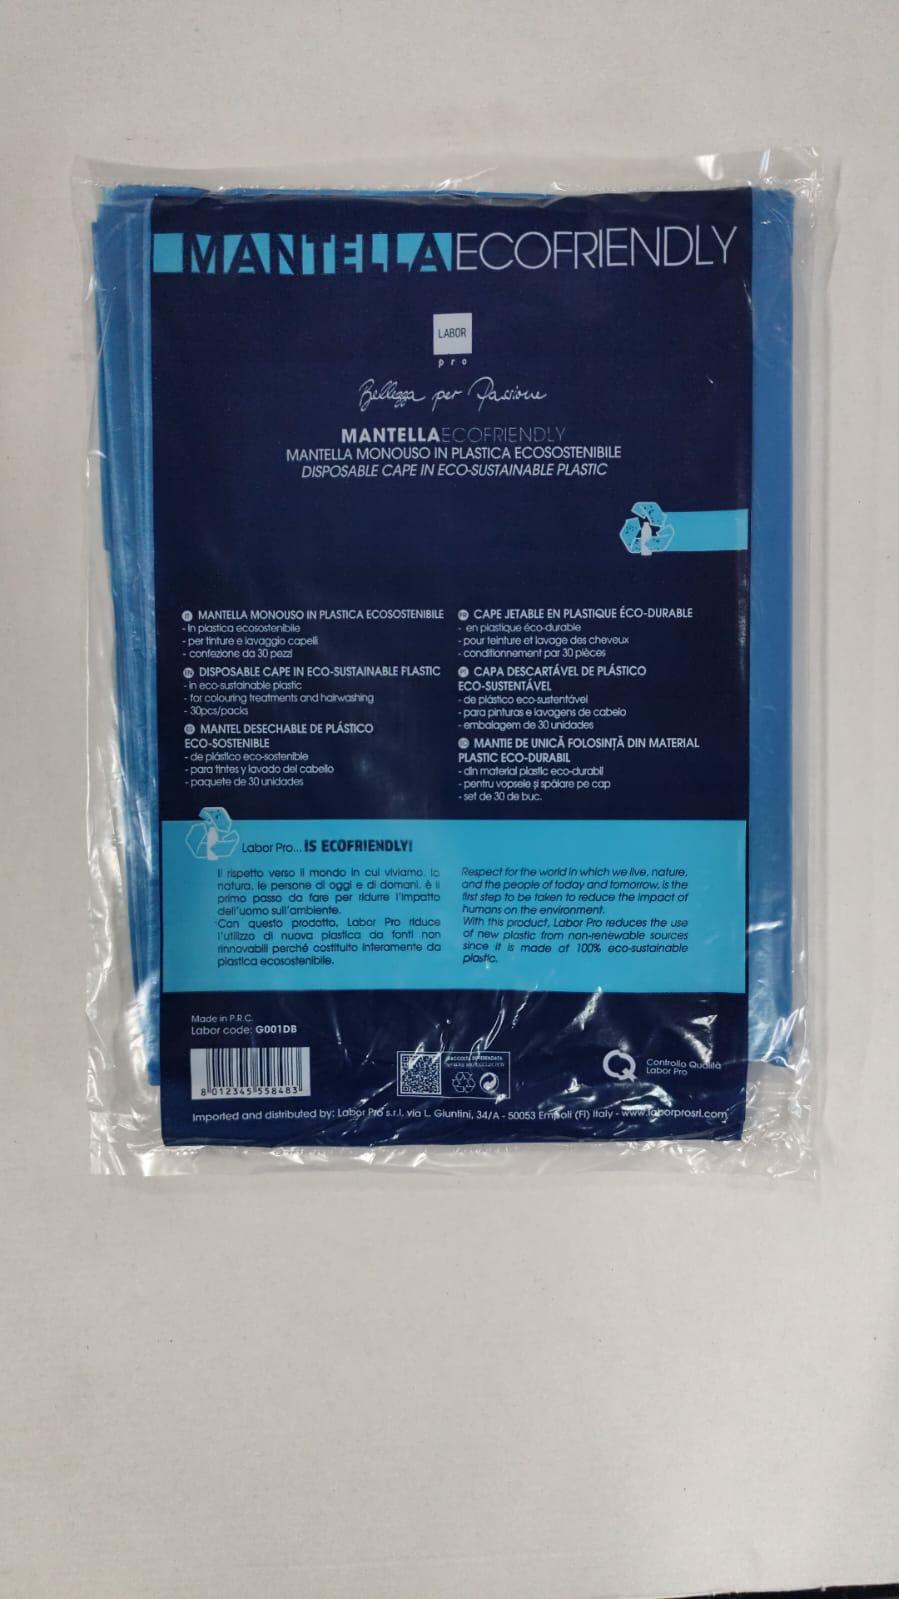 MANTELLAECOFRIENDLY
LABOR
pro
Bellezza per Passione
MANTELLAECOFRIENDLY
MANTELLA MONOUSO IN PLASTICA ECOSOSTENIBILE
DISPOSABLE CAPE IN ECO-SUSTAINABLE PLASTIC
IT MANTELLA MONOUSO IN PLASTICA ECOSOSTENIBILE
- in plastica ecosostenibile
- per tinture e lavaggio capelli
- confezione da 30 pezzi
EN DISPOSABLE CAPE IN ECO-SUSTAINABLE FLASTIC
- in eco-sustainable plastic
- for colouring treatments and hairwashing
- 30pcs/packs
ES MANTEL DESECHABLE DE PLÁSTICO
ECO-SOSTENIBLE
- de plástico eco-sostenible
- para tintes y lavado del cabello
- paquete de 30 unidades
FR CAPE JETABLE EN PLASTIQUE ÉCO-DURABLE
- en plastique éco-durable
- pour teinture et lavage des cheveux
- conditionnement par 30 pièces
CAPA DESCARTÁVEL DE PLÁSTICO
ECO-SUSTENTÁVEL
- de plástico eco-sustentável
- para pinturas e lavagens de cabelo
- embalagem de 30 unidades
MANTIE DE UNICĂ FOLOSINȚĂ DIN MATERIAL
PLASTIC ECO-DURABIL
- din material plastic eco-durabil
- pentru vopsele și spălare pe cap
- set de 30 de buc.
Labor Pro... IS ECOFRIENDLY!
Il rispetto verso il mondo in cui viviamo, la
natura, le persone di oggi e di domani, è il
primo passo da fare per ridurre l'impatto
dell'uomo sull'ambiente.
Con questo prodotto, Labor Pro riduce
l'utilizzo di nuova plastica da fonti non
rinnovabili perché costituito interamente da
plastica ecosostenibile.
Respect for the world in which we live, nature,
and the people of today and tomorrow, is the
first step to be taken to reduce the impact of
humans on the environment.
With this product, Labor Pro reduces the use
of new plastic from non-renewable sources
since it is made of 100% eco-sustainable
plastic.
Made in P.R.C.
Labor code: G001DB
8 012345 558483
RACCOLTA DIFFERENZIATA
Controllo Qualità
Labor Pro
Imported and distributed by: Labor Pro s.r.l. via L. Giuntini, 34/A - 50053 Empoli (FI) Italy - www.laborprosrl.com